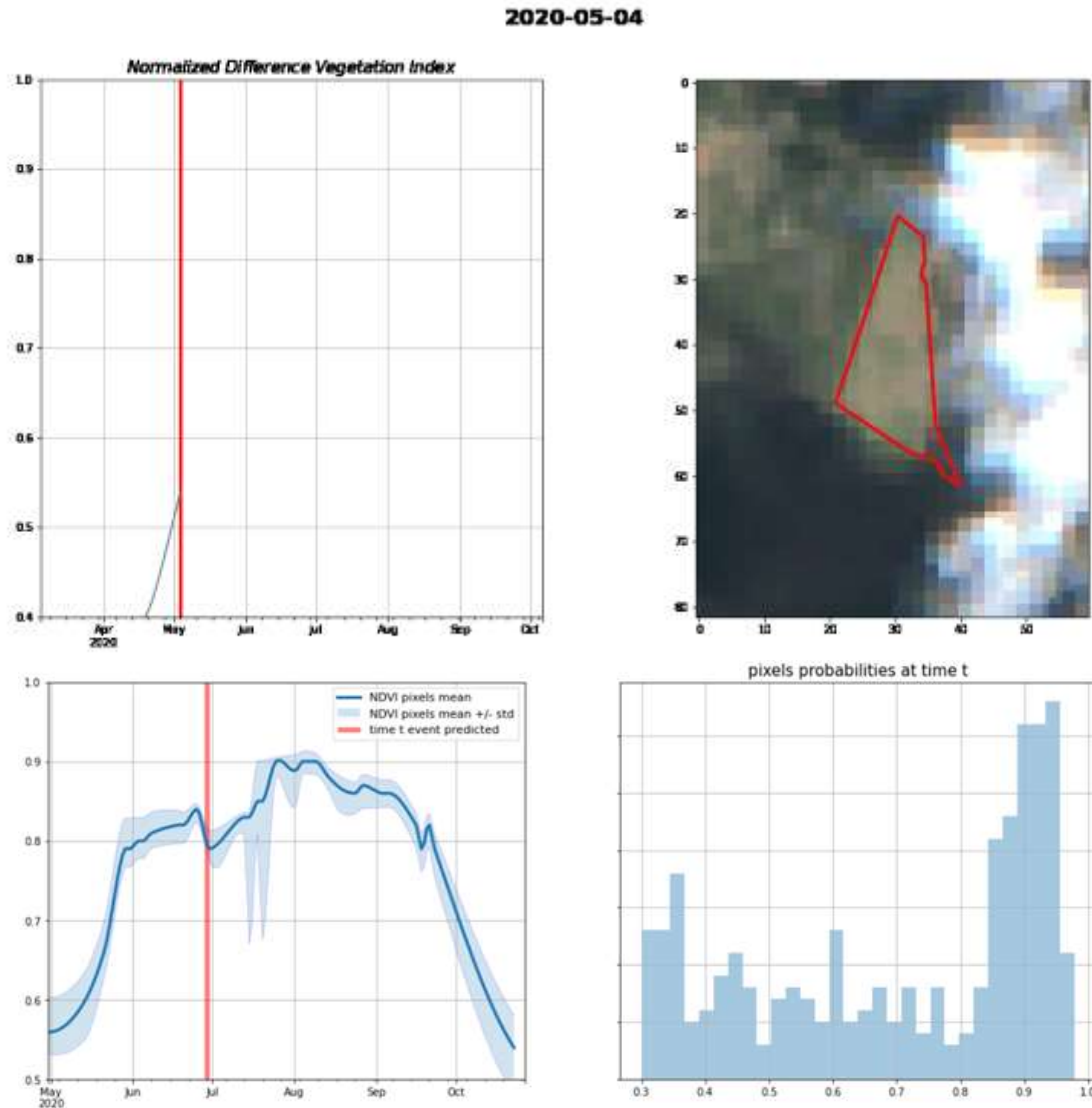 2020-05-04
Normalized Difference Vegetation Index
1.0
0.9
0.8
0.7
0.6
0.5
0.4
Apr
2020
May
Jun
Jul
Aug
Sep
Oct
0
10
20
30
40
50
60
70
80
0
10
20
30
40
50
1.0
0.9
0.8
0.7
0.6
0.5
NDVI pixels mean
NDVI pixels mean +/- std
time t event predicted
May
2020
Jun
Jul
Aug
Sep
Oct
pixels probabilities at time t
0.3
0.4
0.5
0.6
0.7
0.8
0.9